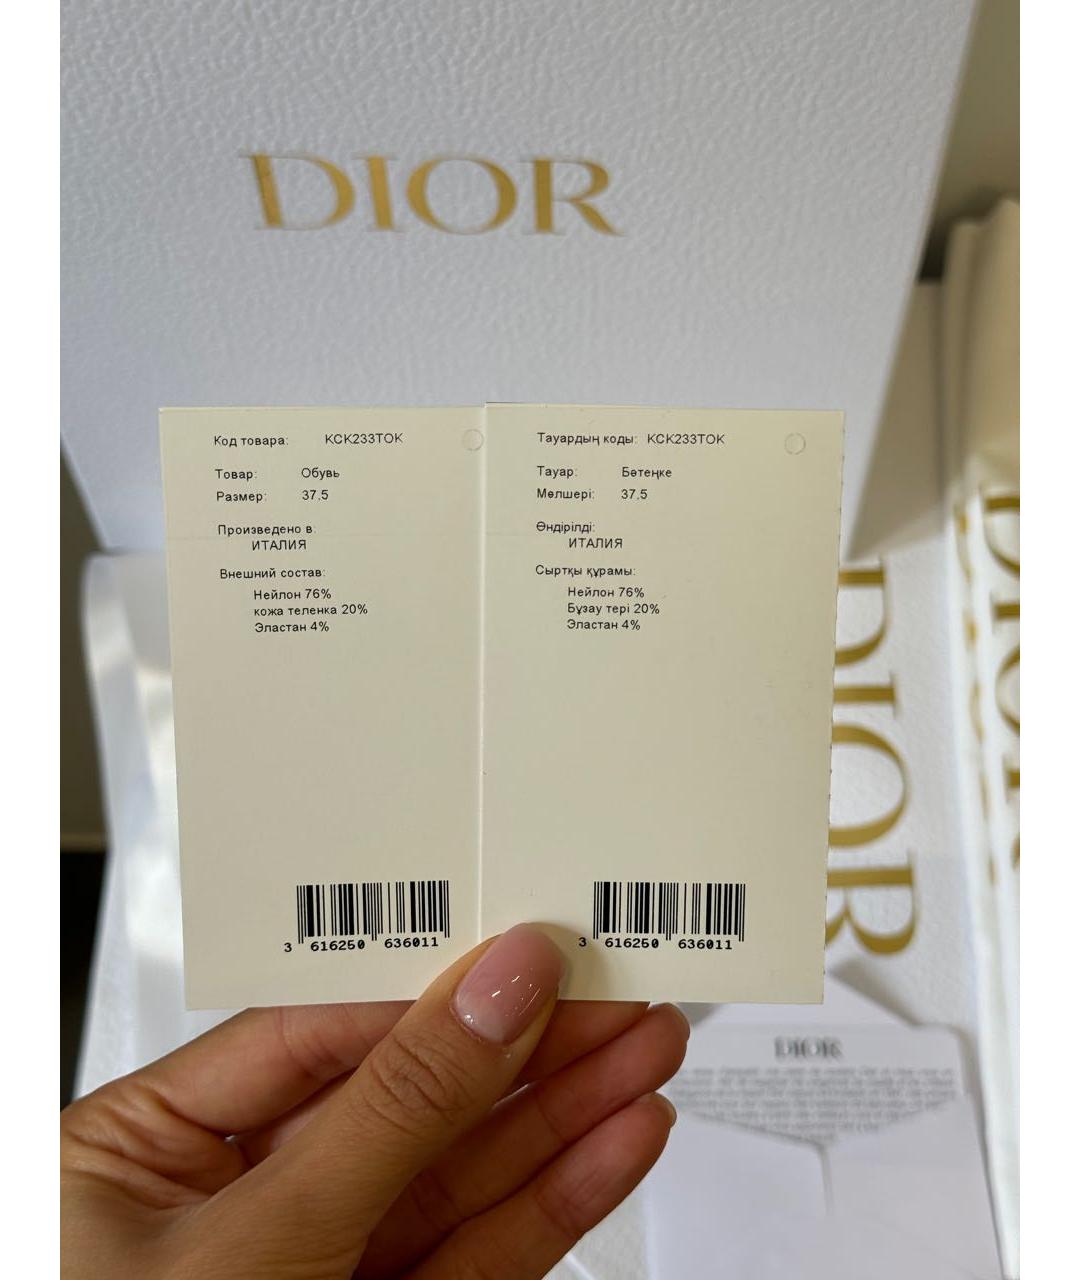 DIOR
Код товара: KCK233TOK
Товар: Обувь
Размер: 37,5
Произведено в:
ИТАЛИЯ
Внешний состав:
Нейлон 76%
кожа теленка 20%
Эластан 4%
3 616250 636011
Тауардың коды: KCK233TOK
Тауар: Бәтеңке
Мөлшері: 37,5
Өндірілді:
ИТАЛИЯ
Сыртқы құрамы:
Нейлон 76%
Бұзау тері 20%
Эластан 4%
3 616250 636011
DIOR
DIOR
DIOR